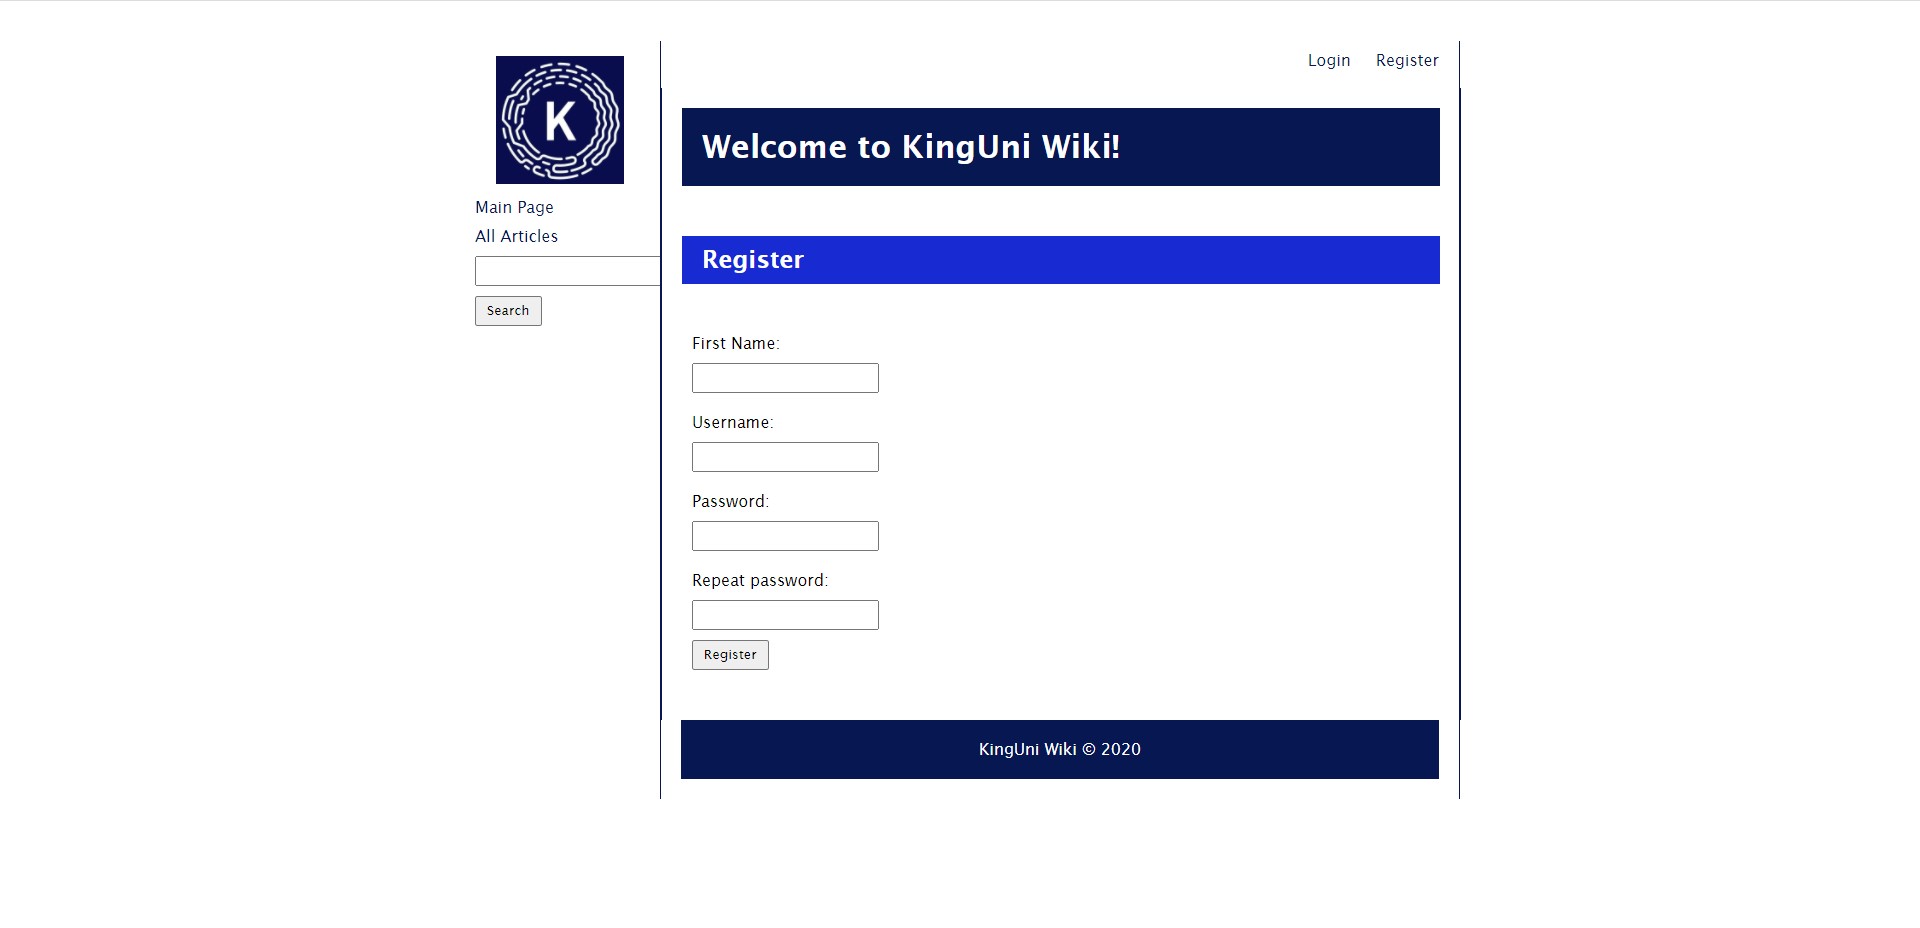 Login Register
K
Main Page
All Articles
Search
Welcome to KingUni Wiki!
Register
First Name:
Username:
Password:
Repeat password:
Register
KingUni Wiki © 2020